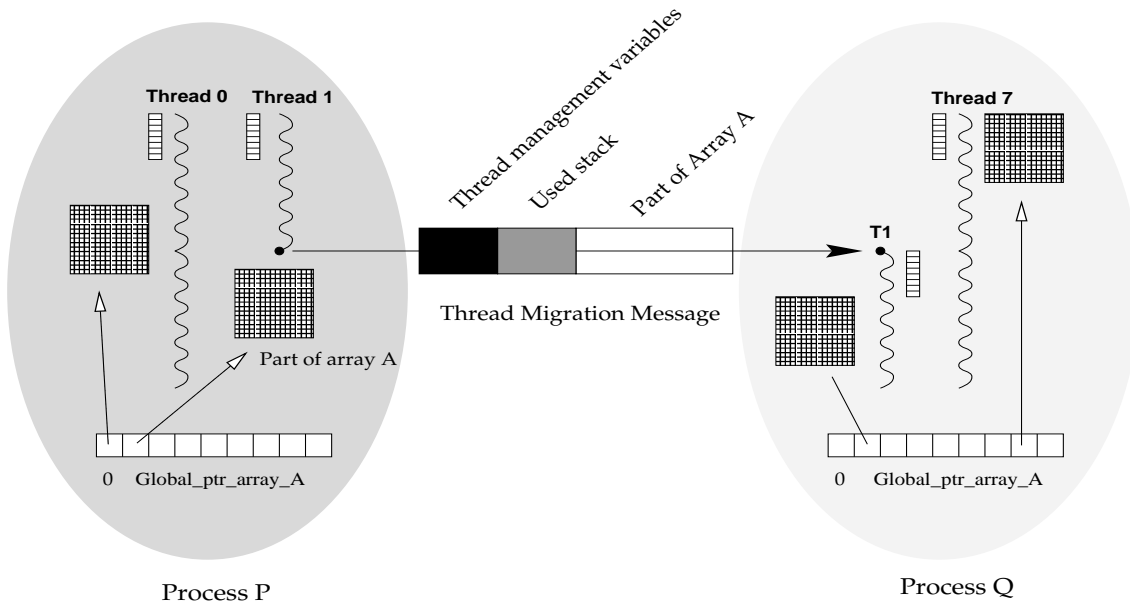 Thread management variables
Used stack
Part of Array A
Thread 0
Thread 1
Thread 7
T1
Thread Migration Message
Part of array A
0
Global_ptr_array_A
0
Global_ptr_array_A
Process P
Process Q